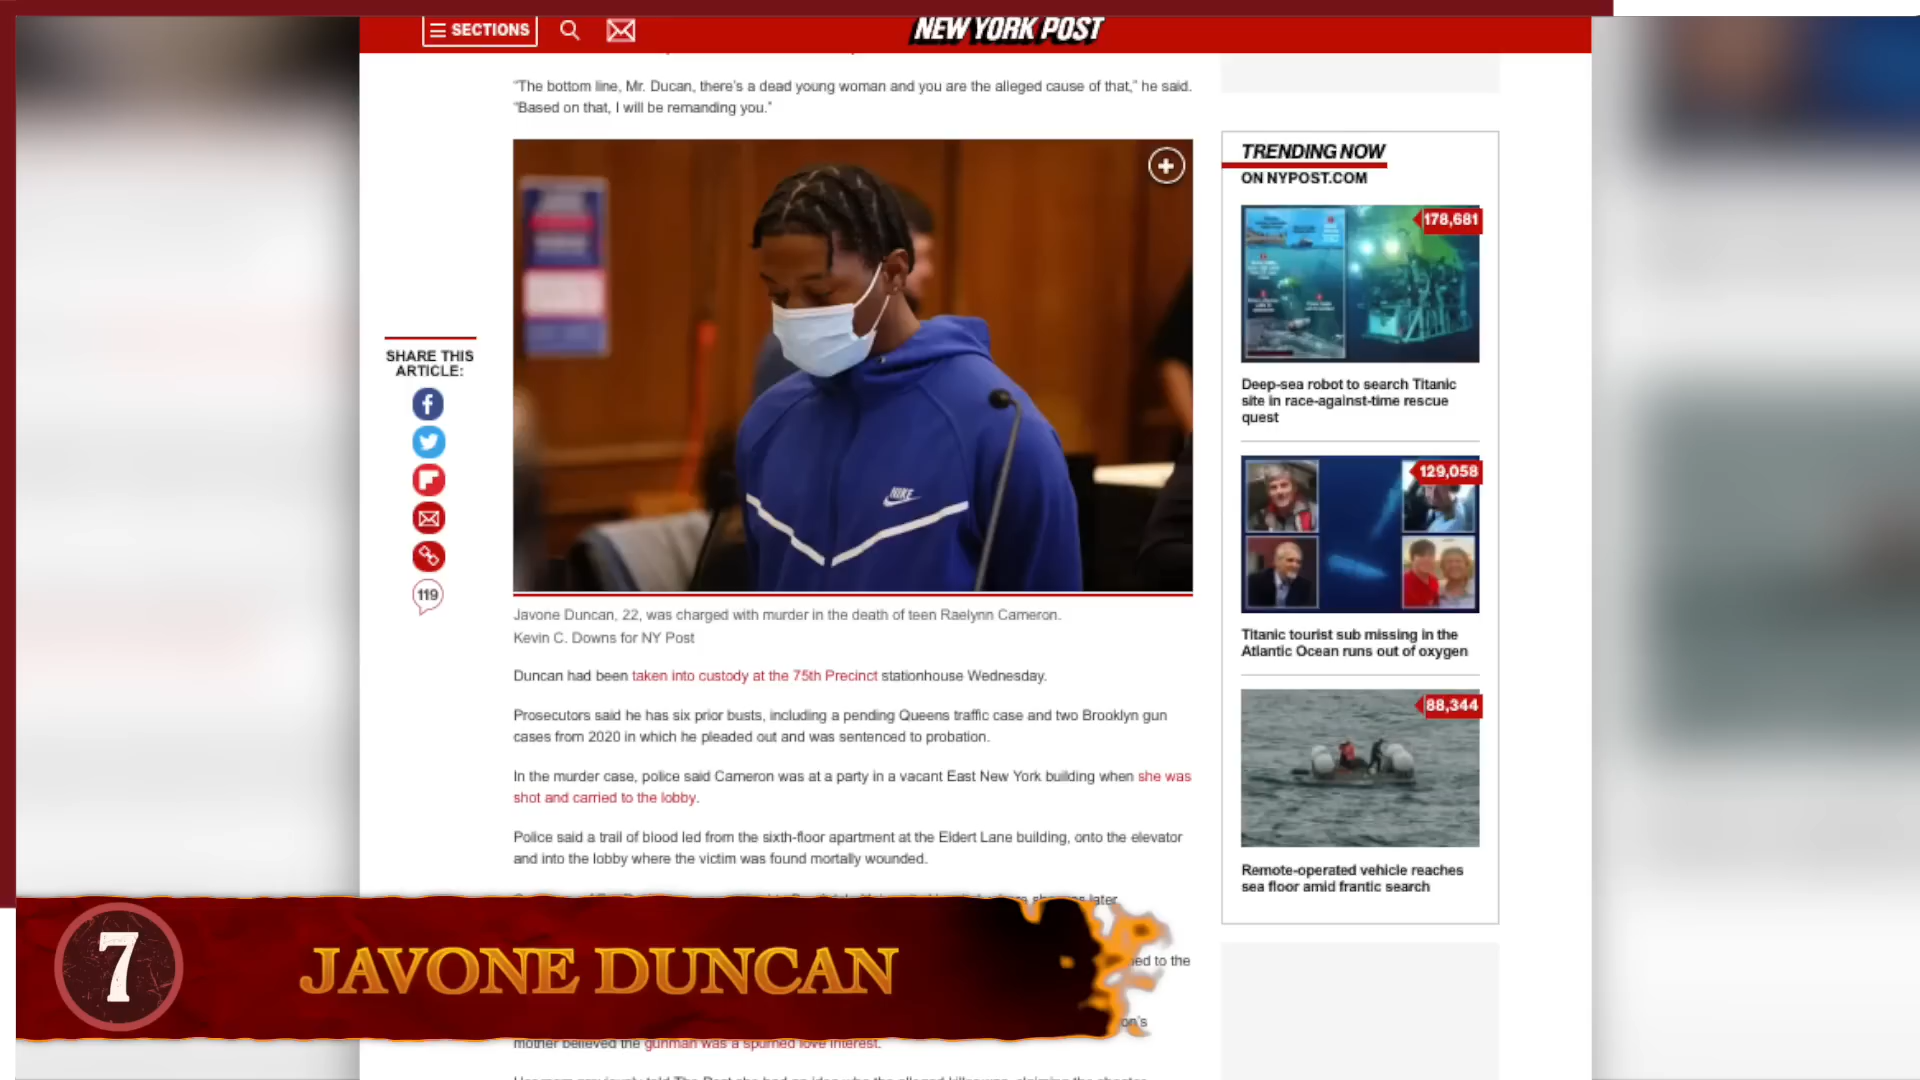 SECTIONS
NEW YORK POST
"The bottom line, Mr. Ducan, there's a dead young woman and you are the alleged cause of that," he said.
"Based on that, I will be remanding you."
NIKE
SHARE THIS
ARTICLE:
119
Javone Duncan, 22, was charged with murder in the death of teen Raelynn Cameron.
Kevin C. Downs for NY Post
Duncan had been taken into custody at the 75th Precinct stationhouse Wednesday.
Prosecutors said he has six prior busts, including a pending Queens traffic case and two Brooklyn gun
cases from 2020 in which he pleaded out and was sentenced to probation.
In the murder case, police said Cameron was at a party in a vacant East New York building when she was
shot and carried to the lobby.
Police said a trail of blood led from the sixth-floor apartment at the Eldert Lane building, onto the elevator
and into the lobby where the victim was found mortally wounded.
later.
to the
mother believed the gunman was a spurned love interest.
TRENDING NOW
ON NYPOST.COM
178,681
Deep-sea robot to search Titanic
site in race-against-time rescue
quest
129,058
Titanic tourist sub missing in the
Atlantic Ocean runs out of oxygen
88,344
Remote-operated vehicle reaches
sea floor amid frantic search
7
JAVONE DUNCAN